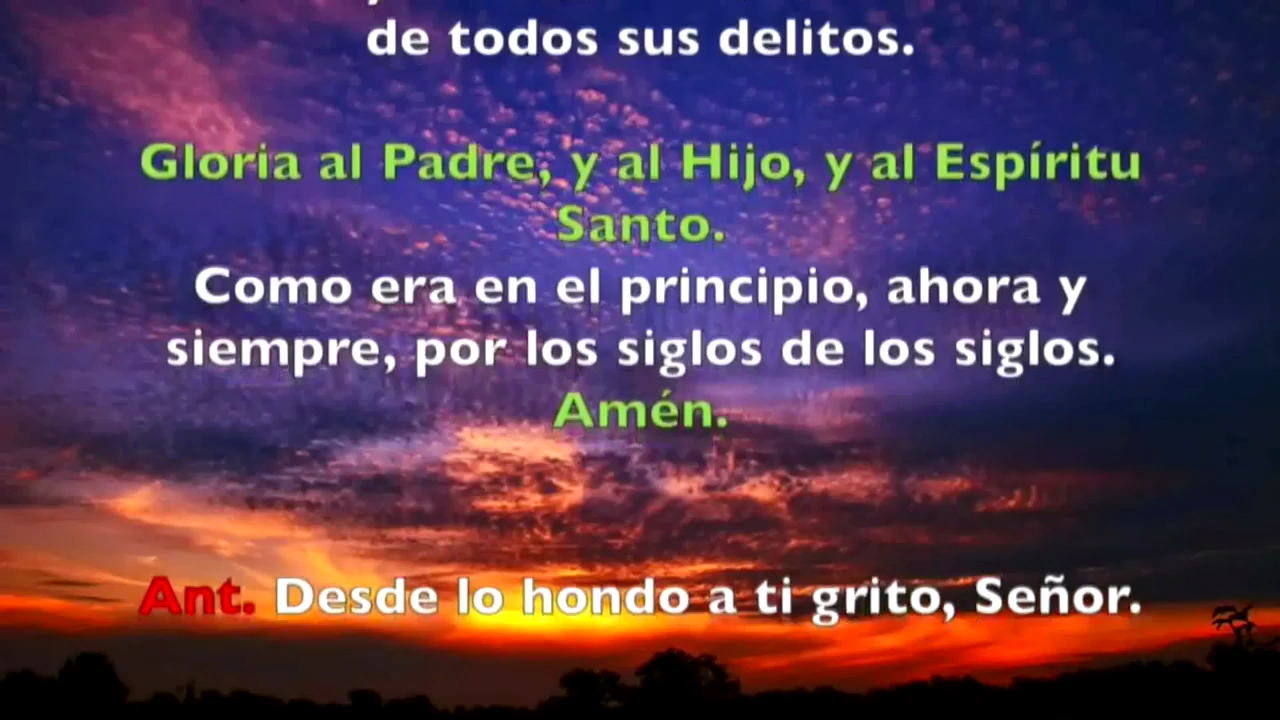 de todos sus delitos.
Gloria al Padre, y al Hijo, y al Espíritu
Santo.
Como era en el principio, ahora y
siempre, por los siglos de los siglos.
Amén.
Ant. Desde lo hondo a ti grito, Señor.